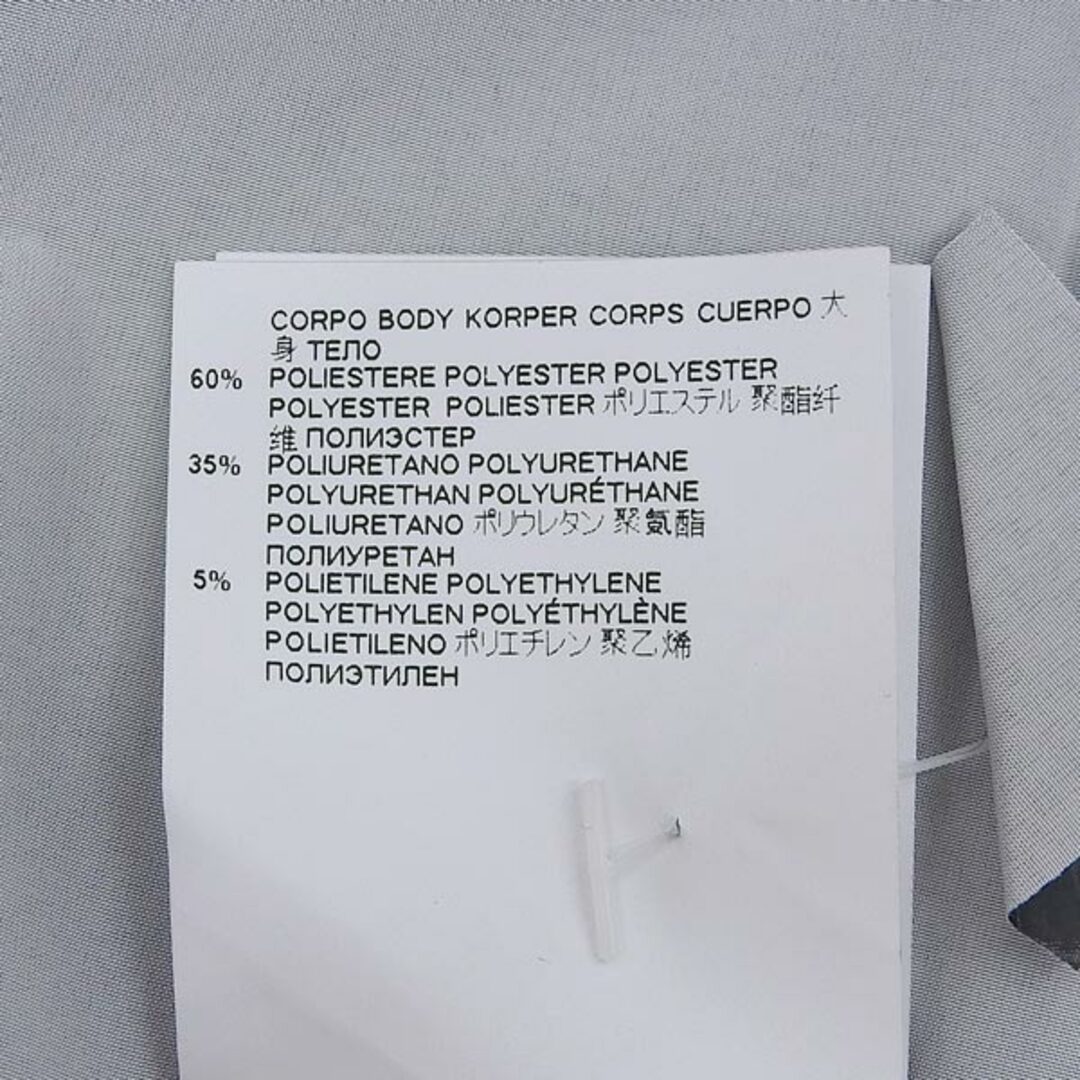 CORPO BODY KORPER CORPS CUERPO 大
身 ТЕЛО
60% POLIESTERE POLYESTER POLYESTER
POLYESTER POLIESTER ポリエステル 聚酯纤
维 ПОЛИЭСТЕР
35% POLIURETANO POLYURETHANE
POLYURETHAN POLYURÉTHANE
POLIURETANO ポリウレタン 聚氨酯
ПОЛИУРЕТАН
5% POLIETILENE POLYETHYLENE
POLYETHYLEN POLYÉTHYLÈNE
POLIETILENO ポリエチレン 聚乙烯
ПОЛИЭТИЛЕН